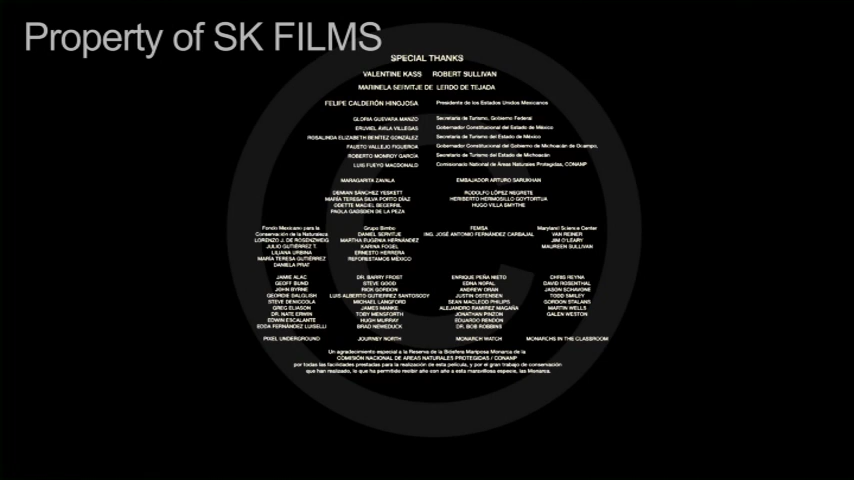 Property of SK FILMS
SPECIAL THANKS
VALENTINE KASS ROBERT SULLIVAN
MARINELA SERVITJE DE LERDO DE TEJADA
FELIPE CALDERÓN HINOJOSA Presidente de los Estados Unidos Mexicanos
GLORIA GUEVARA MANZO Secretaria de Turismo, Gobierno Federal
ERUVIEL ÁVILA VILLEGAS Gobernador Constitucional del Estado de México
ROSALINDA ELIZABETH BENÍTEZ GONZÁLEZ Secretaria de Turismo del Estado de México
FAUSTO VALLEJO FIGUEROA Gobernador Constitucional del Gobierno de Michoacán de Ocampo,
ROBERTO MONROY GARCÍA Secretario de Turismo del Estado de Michoacán
LUIS FUEYO MACDONALD Comisionado Nacional de Áreas Naturales Protegidas, CONANP
MARAGARITA ZAVALA EMBAJADOR ARTURO SARUKHAN
DEMIAN SÁNCHEZ YESKETT RODOLFO LÓPEZ NEGRETE
MARÍA TERESA SILVA PORTO DÍAZ HERIBERTO HERMOSILLO GOYTORTUA
ODETTE MACIEL BECERRIL HUGO VILLA SMYTHE
PAOLA GADSDEN DE LA PEZA
Fondo Mexicano para la Grupo Bimbo FEMSA Maryland Science Center
Conservación de la Naturaleza DANIEL SERVITJE ING. JOSÉ ANTONIO FERNÁNDEZ CARBAJAL VAN REINER
LORENZO J. DE ROSENZWEIG MARTHA EUGENIA HERNÁNDEZ JIM O'LEARY
JULIO GUTIÉRREZ T. KARINA FOGEL MAUREEN SULLIVAN
LILIANA URBINA ERNESTO HERRERA
MARÍA TERESA GUTIÉRREZ REFORESTAMOS MÉXICO
DANIELA PRAT
JAMIE ALAC DR. BARRY FROST ENRIQUE PEÑA NIETO CHRIS REYNA
GEOFF BUND STEVE GOOD EDNA NOPAL DAVID ROSENTHAL
JOHN BYRNE RICK GORDON ANDREW ORAN JASON SCHAVONE
GEORGIE DALGLISH LUIS ALBERTO GUTIERREZ SANTOSCOY JUSTIN OSTENSEN TODD SMILEY
STEVE DENICOLA MICHAEL LANGFORD SEAN MACLEOD PHILIPS GORDON STALANS
GREG ELIASON JAMES MANKE ALEJANDRO RAMÍREZ MAGAÑA MARTIN WELLS
DR. NATE ERWIN TOBY MENSFORTH JONATHAN PINZON GALEN WESTON
EDWIN ESCALANTE HUGH MURRAY EDUARDO RENDON
EDDA FERNÁNDEZ LUISELLI BRAD NEWEDUCK DR. BOB ROBBINS
PIXEL UNDERGROUND JOURNEY NORTH MONARCH WATCH MONARCHS IN THE CLASSROOM
Un agradecimiento especial a la Reserva de la Biósfera Mariposa Monarca de la
COMISIÓN NACIONAL DE ÁREAS NATURALES PROTEGIDAS / CONANP
por todas las facilidades prestadas para la realización de esta película, y por el gran trabajo de conservación
que han realizado, lo que ha permitido recibir año con año a esta maravillosa especie, las Monarca.